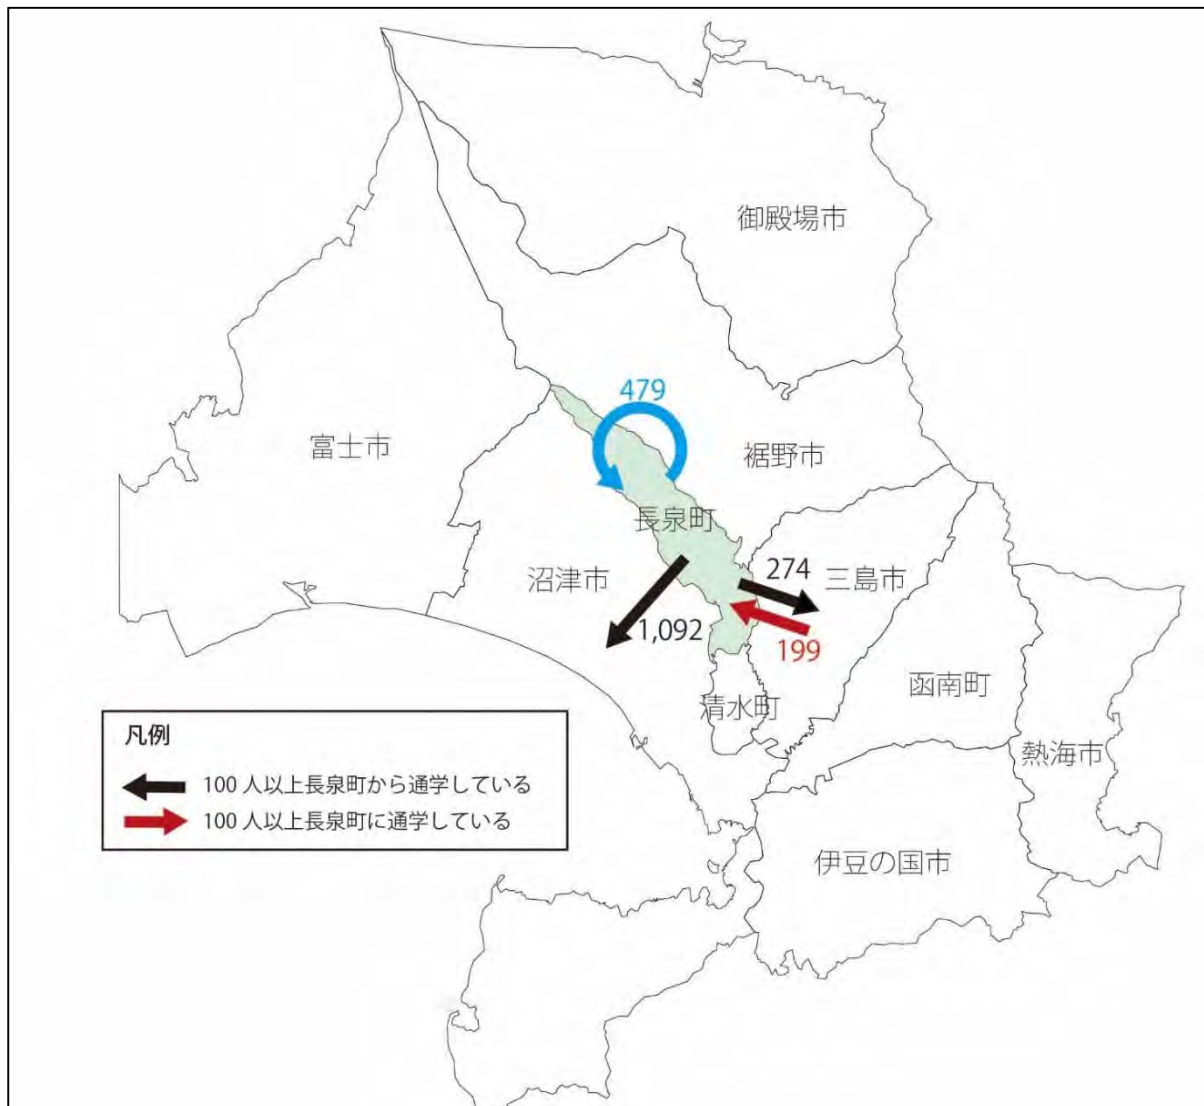 御殿場市
479
富士市
裾野市
長泉町
沼津市
274
三島市
1,092
199
函南町
清水町
熱海市
伊豆の国市
凡例
100 人以上長泉町から通学している
100 人以上長泉町に通学している